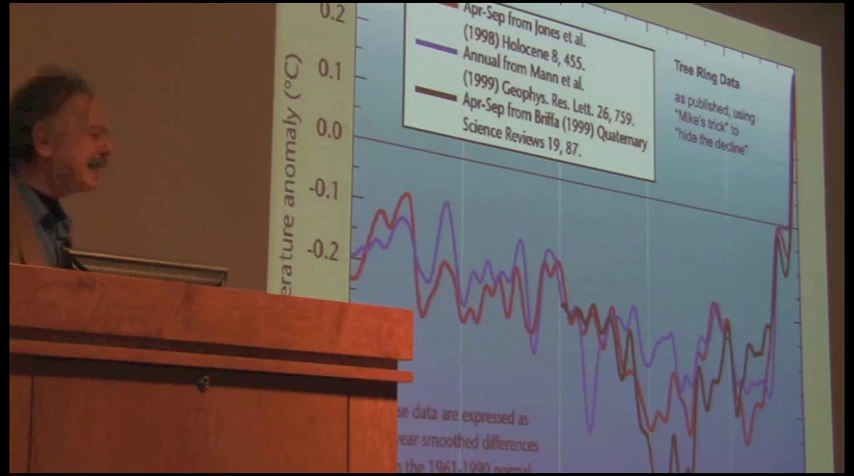 0.2
0.1
0.0
-0.1
-0.2
erature anomaly (°C)
Apr-Sep from Jones et al.
(1998) Holocene 8, 455.
Annual from Mann et al.
(1999) Geophys. Res. Lett. 26, 759.
Apr-Sep from Briffa (1999) Quaternary
Science Reviews 19, 87.
Tree Ring Data
as published, using
"Mike's trick" to
"hide the decline"
se data are expressed as
year smoothed differences
the 1961-1990 normal